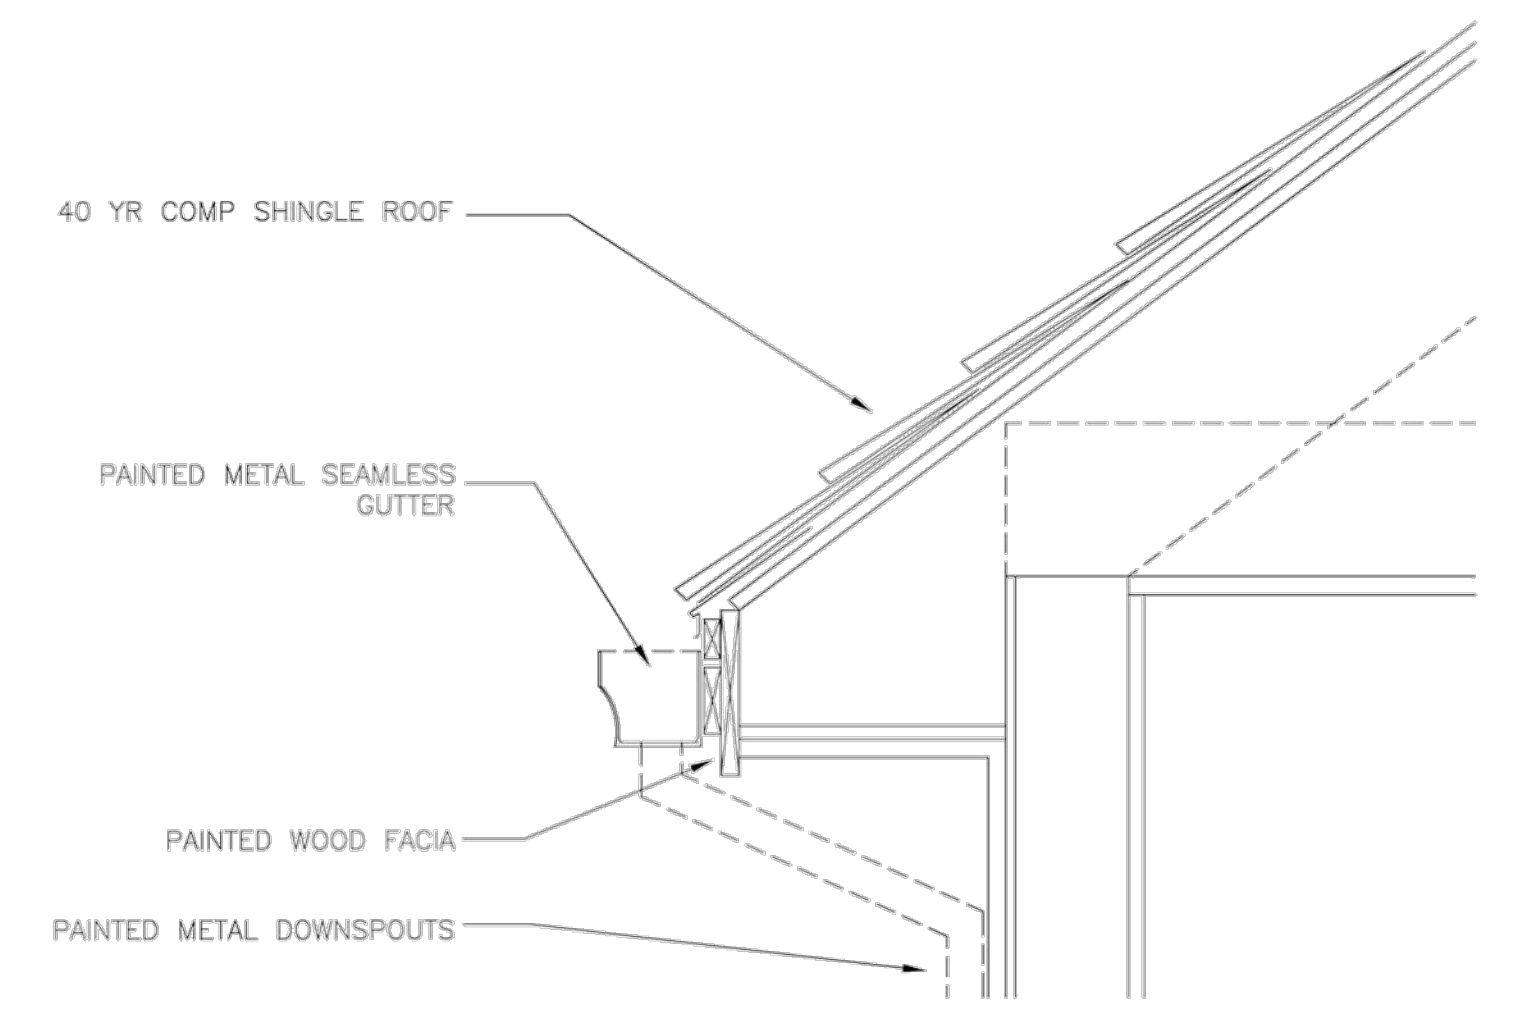 40 YR COMP SHINGLE ROOF
PAINTED METAL SEAMLESS
GUTTER
PAINTED WOOD FACIA
PAINTED METAL DOWNSPOUTS